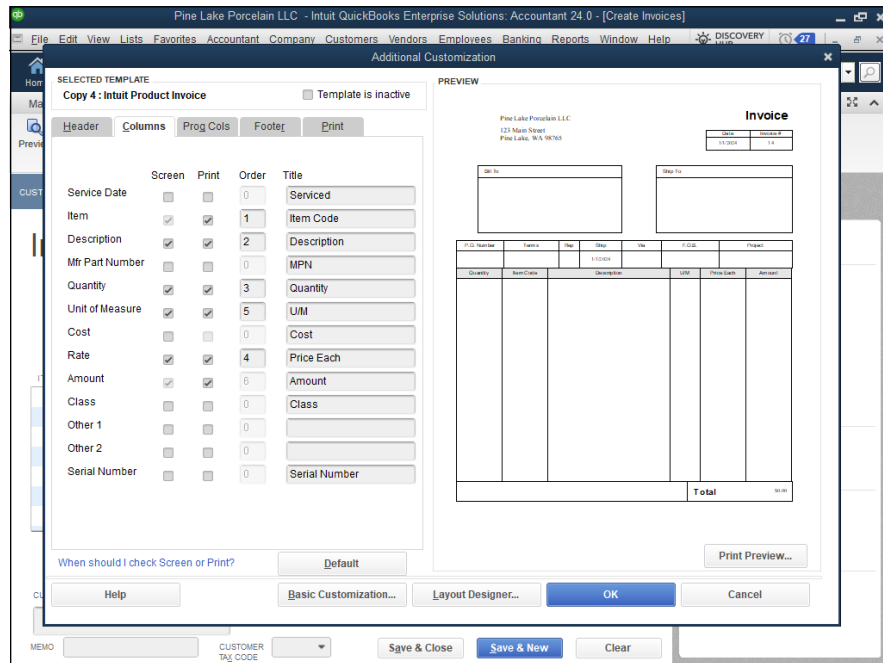 qb Pine Lake Porcelain LLC - Intuit QuickBooks Enterprise Solutions: Accountant 24.0 - [Create Invoices]
File Edit View Lists Favorites Accountant Company Customers Vendors Employees Banking Reports Window Help DISCOVERY 27
Additional Customization
Hom
Ma
Previe
CUST
SELECTED TEMPLATE
Copy 4 : Intuit Product Invoice
Template is inactive
Header Columns Prog Cols Footer Print
Screen Print Order Title
Service Date 0 Serviced
Item 1 Item Code
Description 2 Description
Mfr Part Number 0 MPN
Quantity 3 Quantity
Unit of Measure 5 U/M
Cost 0 Cost
Rate 4 Price Each
Amount 6 Amount
Class 0 Class
Other 1 0
Other 2 0
Serial Number 0 Serial Number
When should I check Screen or Print?
Default
PREVIEW
Invoice
Pine Lake Porcelain LLC
123 Main Street
Pine Lake, WA 98765
Date Invoice #
1/1/2024 14
Bill To
Ship To
P.O. Number Terms Rep Ship Via F.O.B. Project
1/1/2024
Quantity Item Code Description U/M Price Each Amount
Total $0.00
Print Preview...
Help Basic Customization... Layout Designer... OK Cancel
MEMO
CUSTOMER
TAX CODE
Save & Close Save & New Clear